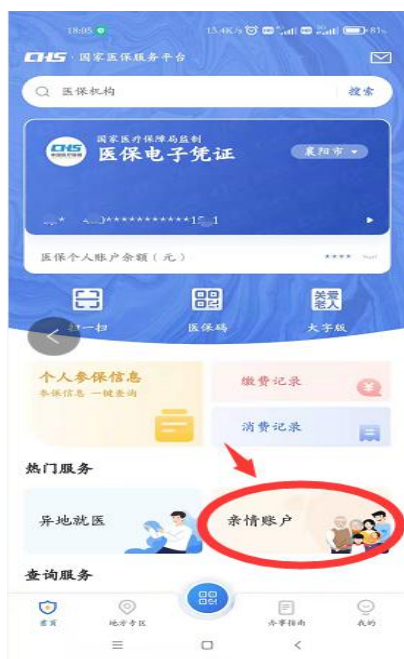 18:05
CHS 国家医保服务平台
医保机构 搜索
国家医疗保障局监制
医保电子凭证
襄阳市
医保个人账户余额（元） ****
关爱老人
扫一扫 医保码 大字版
个人参保信息
参保信息 一键查询
缴费记录
消费记录
热门服务
异地就医 亲情账户
查询服务
首页 地方专区 办事指南 我的